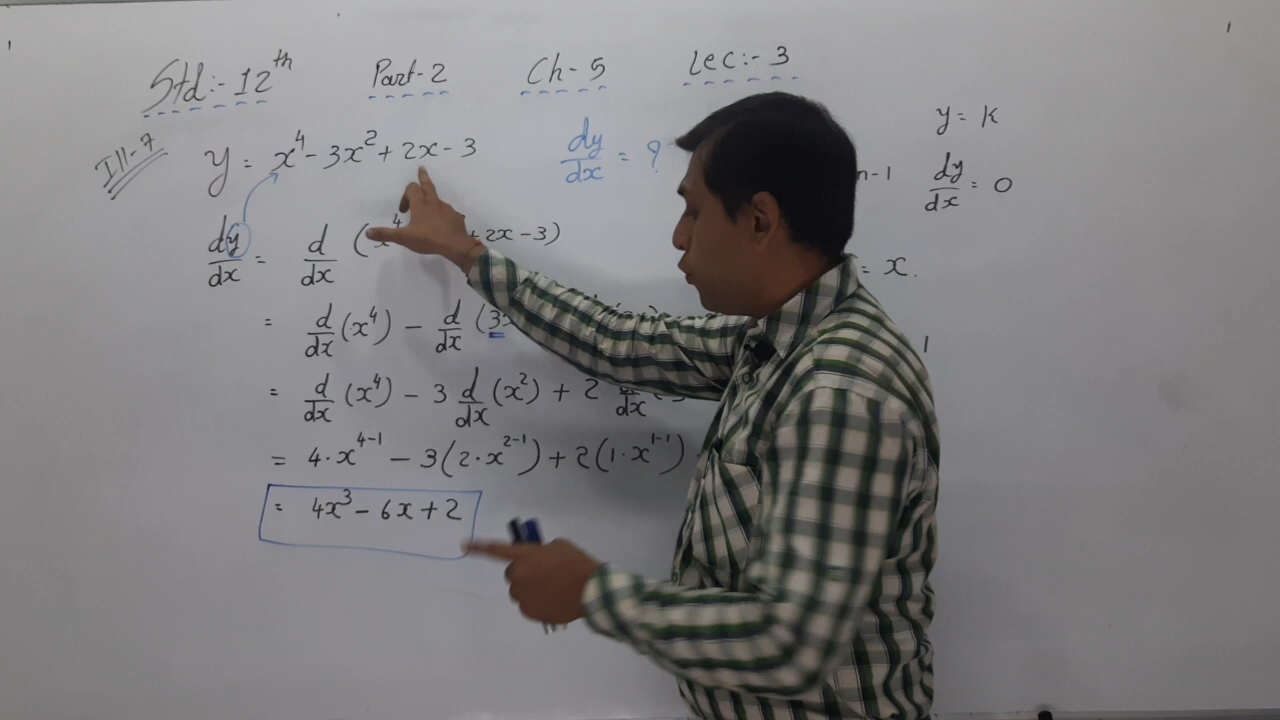 Std:- 12th Part-2 Ch-5 Lec:- 3
Ill-7 y = x⁴ - 3x² + 2x - 3 dy/dx = ?
y = k
dy/dx = d/dx (x⁴ + 2x - 3)
n-1 dy/dx = 0
= x.
= d/dx (x⁴) - d/dx (3x
1
= d/dx (x⁴) - 3 d/dx (x²) + 2
= 4·x⁴⁻¹ - 3(2·x²⁻¹) + 2(1·x¹⁻¹)
= 4x³ - 6x + 2